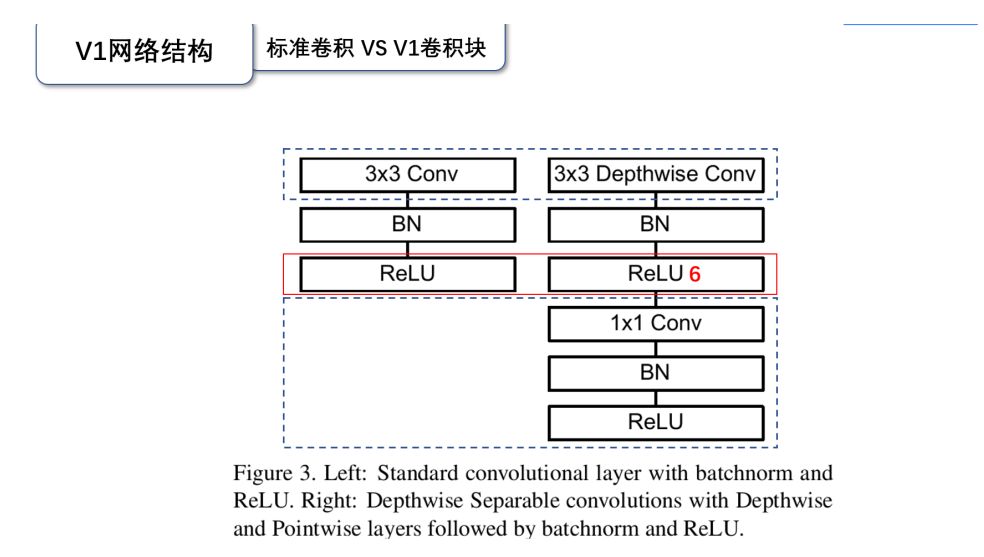 V1网络结构
标准卷积 VS V1卷积块
3x3 Conv
BN
ReLU
3x3 Depthwise Conv
BN
ReLU 6
1x1 Conv
BN
ReLU
Figure 3. Left: Standard convolutional layer with batchnorm and
ReLU. Right: Depthwise Separable convolutions with Depthwise
and Pointwise layers followed by batchnorm and ReLU.